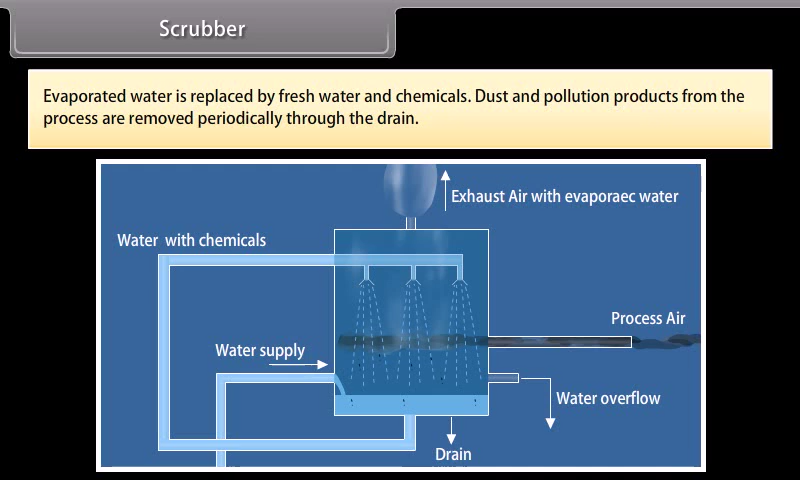 Scrubber
Evaporated water is replaced by fresh water and chemicals. Dust and pollution products from the
process are removed periodically through the drain.
Exhaust Air with evaporaec water
Water with chemicals
Process Air
Water supply
Water overflow
Drain